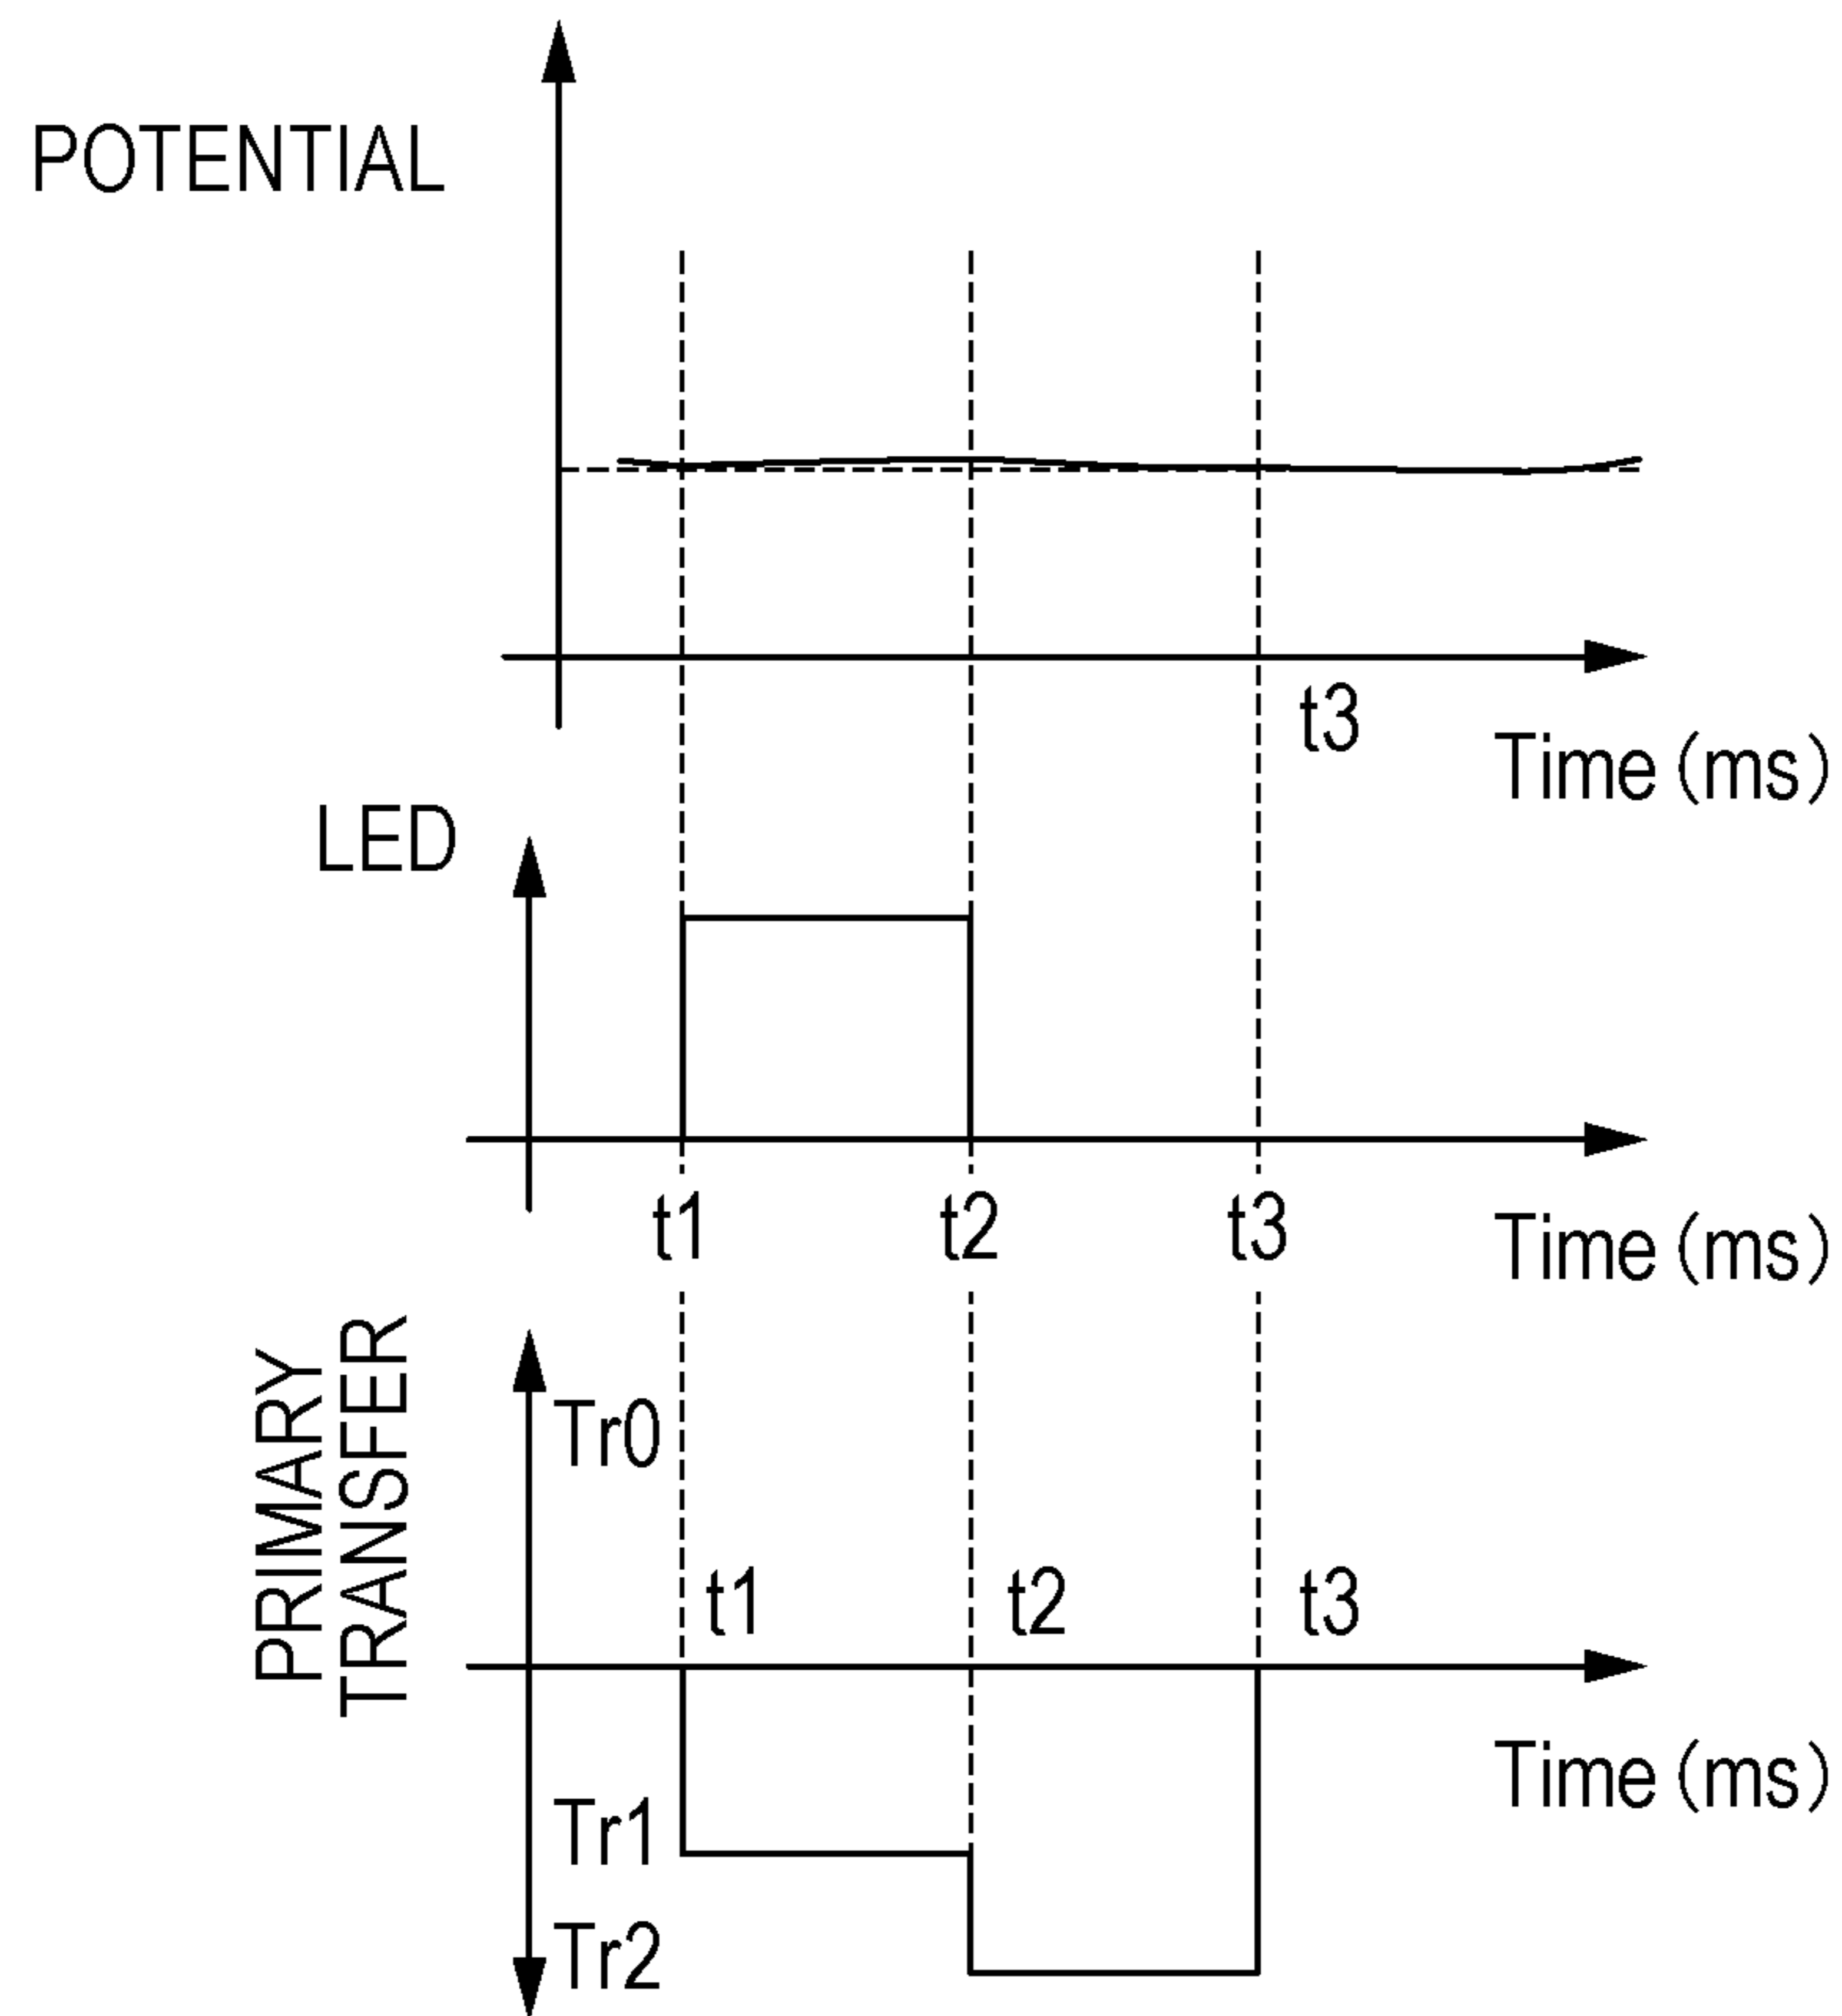 POTENTIAL
t3
Time (ms)
LED
t1 t2 t3
Time (ms)
PRIMARY
TRANSFER
Tr0
t1 t2 t3
Time (ms)
Tr1
Tr2